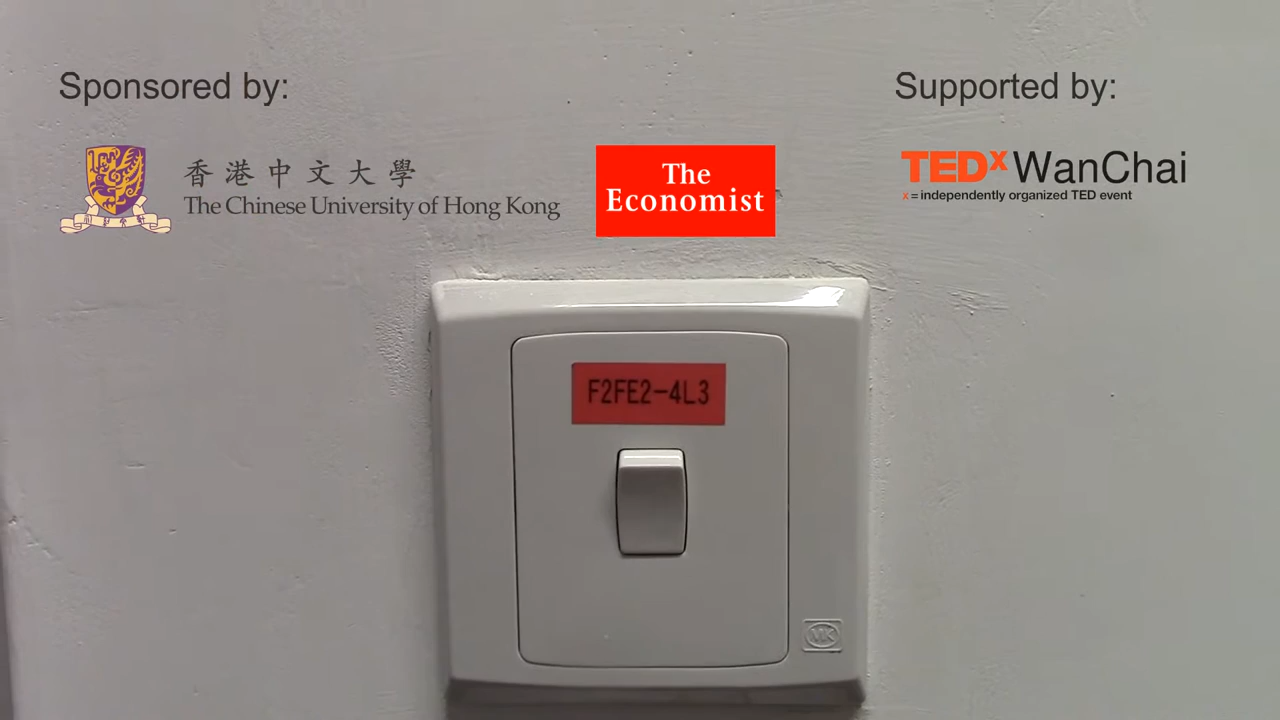 Sponsored by:
香港中文大學
The Chinese University of Hong Kong
The
Economist
Supported by:
TEDx WanChai
x = independently organized TED event
F2FE2-4L3
MK